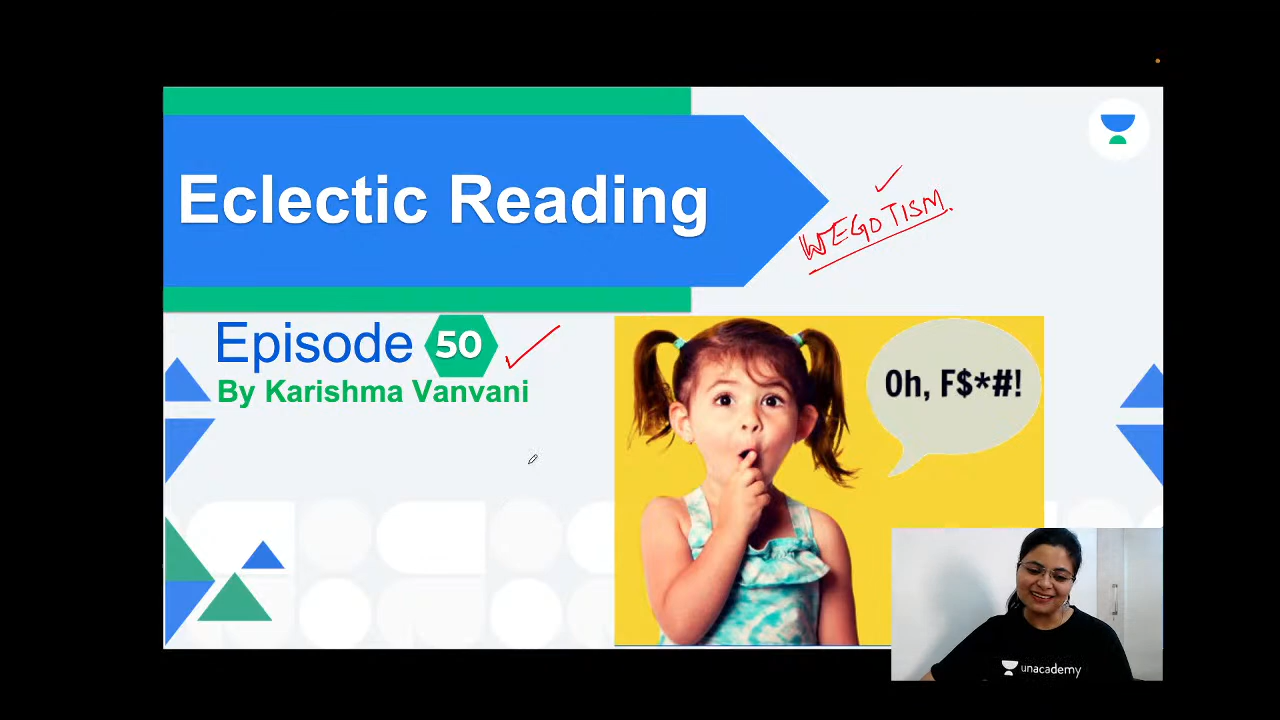 Eclectic Reading
WEGOTISM.
Episode 50
By Karishma Vanvani
Oh, F$*#!
unacademy